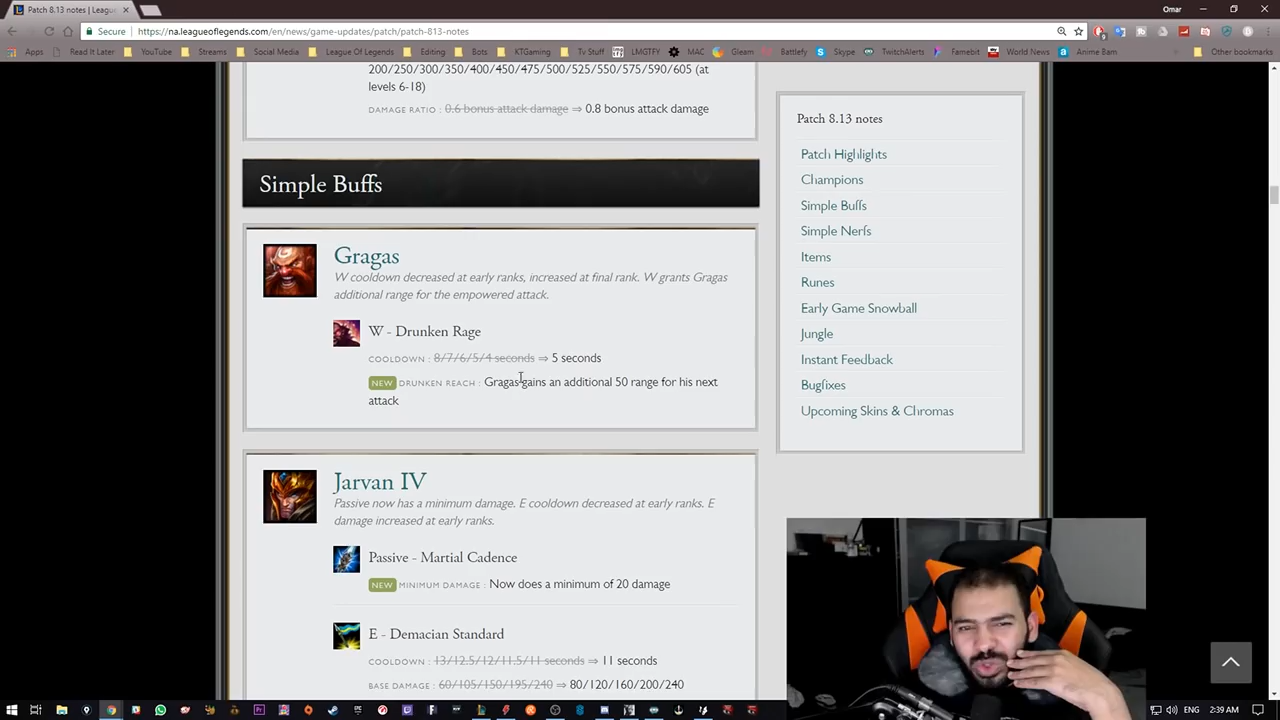 Patch 8.13 notes | Leagu
Omar
Secure https://na.leagueoflegends.com/en/news/game-updates/patch/patch-813-notes
Apps Read It Later YouTube Streams Social Media League Of Legends Editing Bots KTGaming Tv Stuff LMGTFY MAC Gleam Battlefy Skype TwitchAlerts Famebit World News Anime Bam Other bookmarks
200/250/300/350/400/450/475/500/525/550/575/590/605 (at
levels 6-18)
DAMAGE RATIO : 0.6 bonus attack damage ⇒ 0.8 bonus attack damage
Simple Buffs
Gragas
W cooldown decreased at early ranks, increased at final rank. W grants Gragas
additional range for the empowered attack.
W - Drunken Rage
COOLDOWN : 8/7/6/5/4 seconds ⇒ 5 seconds
NEW DRUNKEN REACH : Gragas gains an additional 50 range for his next
attack
Jarvan IV
Passive now has a minimum damage. E cooldown decreased at early ranks. E
damage increased at early ranks.
Passive - Martial Cadence
NEW MINIMUM DAMAGE : Now does a minimum of 20 damage
E - Demacian Standard
COOLDOWN : 13/12.5/12/11.5/11 seconds ⇒ 11 seconds
BASE DAMAGE : 60/105/150/195/240 ⇒ 80/120/160/200/240
Patch 8.13 notes
Patch Highlights
Champions
Simple Buffs
Simple Nerfs
Items
Runes
Early Game Snowball
Jungle
Instant Feedback
Bugfixes
Upcoming Skins & Chromas
ENG 2:39 AM